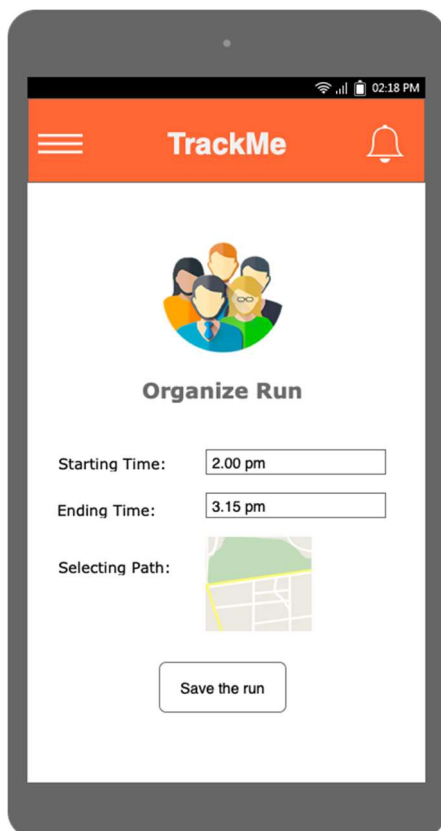 02:18 PM
TrackMe
Organize Run
Starting Time:
2.00 pm
Ending Time:
3.15 pm
Selecting Path:
Save the run